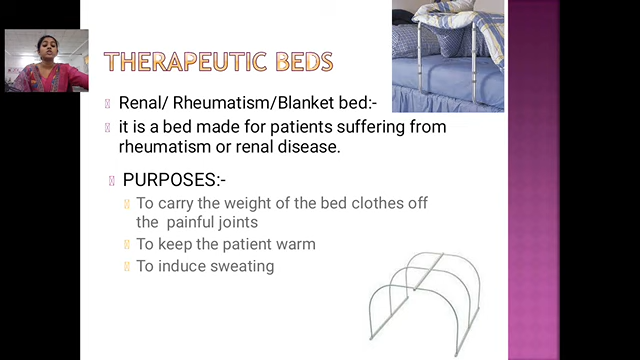 THERAPEUTIC BEDS
Renal/ Rheumatism/Blanket bed:-
it is a bed made for patients suffering from
rheumatism or renal disease.
PURPOSES:-
To carry the weight of the bed clothes off
the painful joints
To keep the patient warm
To induce sweating